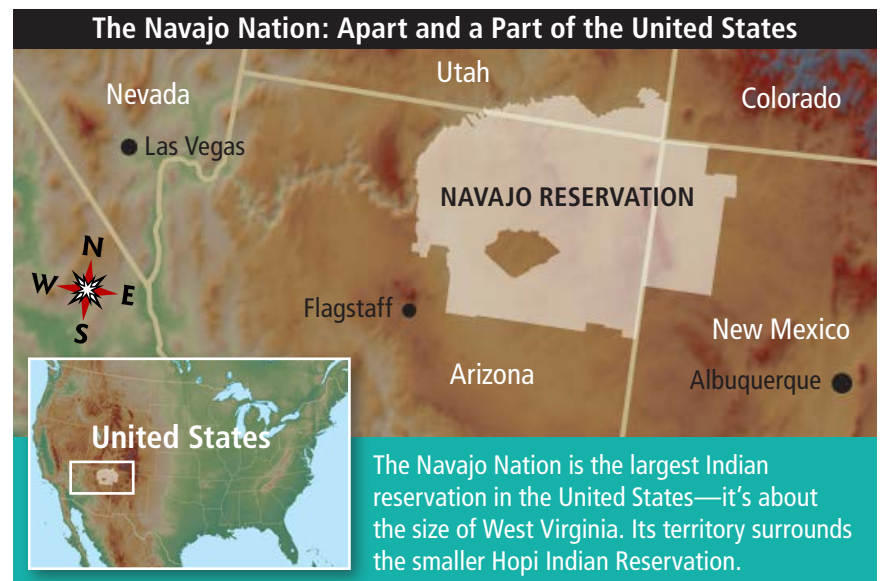 The Navajo Nation: Apart and a Part of the United States
Utah
Nevada
Colorado
Las Vegas
NAVAJO RESERVATION
N
W
E
S
Flagstaff
New Mexico
Arizona
Albuquerque
United States
The Navajo Nation is the largest Indian
reservation in the United States—it's about
the size of West Virginia. Its territory surrounds
the smaller Hopi Indian Reservation.